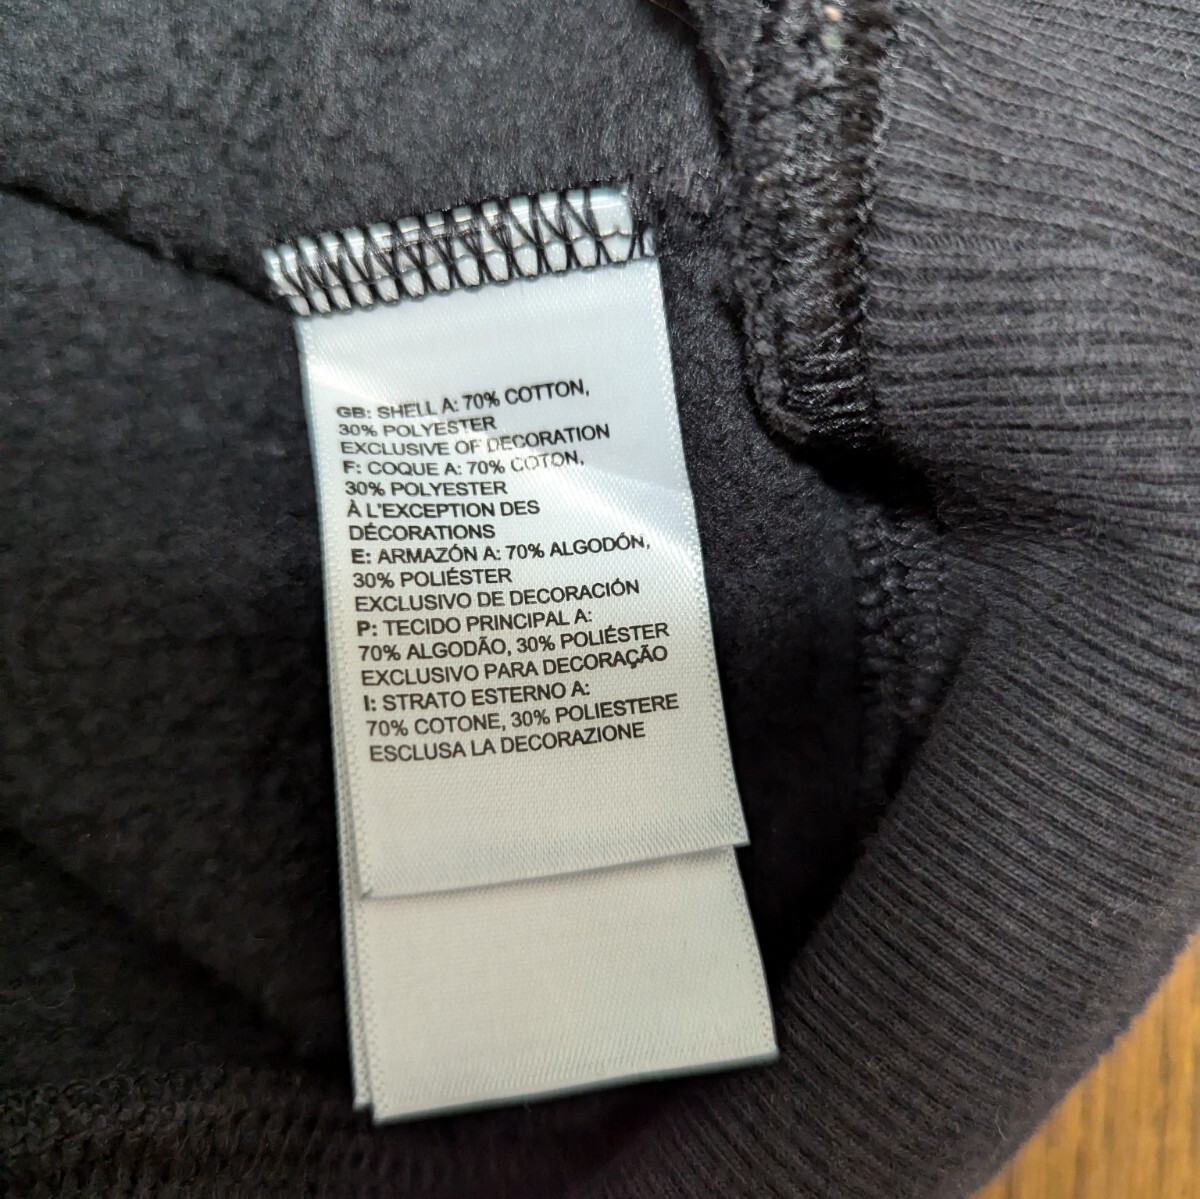 GB: SHELL A: 70% COTTON,
30% POLYESTER
EXCLUSIVE OF DECORATION
F: COQUE A: 70% COTON,
30% POLYESTER
À L'EXCEPTION DES
DÉCORATIONS
E: ARMAZÓN A: 70% ALGODÓN,
30% POLIÉSTER
EXCLUSIVO DE DECORACIÓN
P: TECIDO PRINCIPAL A:
70% ALGODÃO, 30% POLIÉSTER
EXCLUSIVO PARA DECORAÇÃO
I: STRATO ESTERNO A:
70% COTONE, 30% POLIESTERE
ESCLUSA LA DECORAZIONE